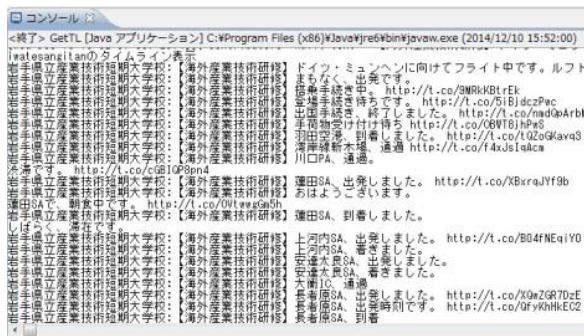 コンソール
<終了> GetTL [Java アプリケーション] C:¥Program Files (x86)¥Java¥jre6¥bin¥javaw.exe (2014/12/10 15:52:00)
iwatesangitanのタイムライン表示
岩手県立産業技術短期大学校:【海外産業技術研修】ドイツ・ミュンヘンに向けてフライト中です。ルフト
岩手県立産業技術短期大学校:【海外産業技術研修】まもなく、出発です。
岩手県立産業技術短期大学校:【海外産業技術研修】搭乗手続き中。 http://t.co/9MRkKBtrEk
岩手県立産業技術短期大学校:【海外産業技術研修】登場手続き待ちです。 http://t.co/5iBjdczPwc
岩手県立産業技術短期大学校:【海外産業技術研修】出国手続き、終了しました。 http://t.co/nmdGpArbM
岩手県立産業技術短期大学校:【海外産業技術研修】手荷物受け付け待ち http://t.co/OBVT8jhPwS
岩手県立産業技術短期大学校:【海外産業技術研修】羽田空港、到着しました。 http://t.co/tQZoGKavq3
岩手県立産業技術短期大学校:【海外産業技術研修】湾岸線新木場、通過 http://t.co/f4xJsIqAcm
岩手県立産業技術短期大学校:【海外産業技術研修】川口PA、通過。
渋滞です。 http://t.co/cGBIQP8pn4
岩手県立産業技術短期大学校:【海外産業技術研修】蓮田SA、出発しました。 http://t.co/XBxrqJYf9b
岩手県立産業技術短期大学校:【海外産業技術研修】おはようございます。
蓮田SAで、朝食中です。 http://t.co/OVtwwgGm5h
岩手県立産業技術短期大学校:【海外産業技術研修】蓮田SA、到着しました。
しばらく、滞在です。
岩手県立産業技術短期大学校:【海外産業技術研修】上河内SA、出発しました。 http://t.co/BO4fNEqiYO
岩手県立産業技術短期大学校:【海外産業技術研修】上河内SA、着きました。
岩手県立産業技術短期大学校:【海外産業技術研修】安達太良SA、出発しました。
岩手県立産業技術短期大学校:【海外産業技術研修】安達太良SA、着きました。
岩手県立産業技術短期大学校:【海外産業技術研修】大衡IC、通過
岩手県立産業技術短期大学校:【海外産業技術研修】長者原SA、出発しました。 http://t.co/XQmZGR7DzE
岩手県立産業技術短期大学校:【海外産業技術研修】長者原SA、出発時刻です。 http://t.co/QfyKhHkEC2
岩手県立産業技術短期大学校:【海外産業技術研修】長者原SA、到着